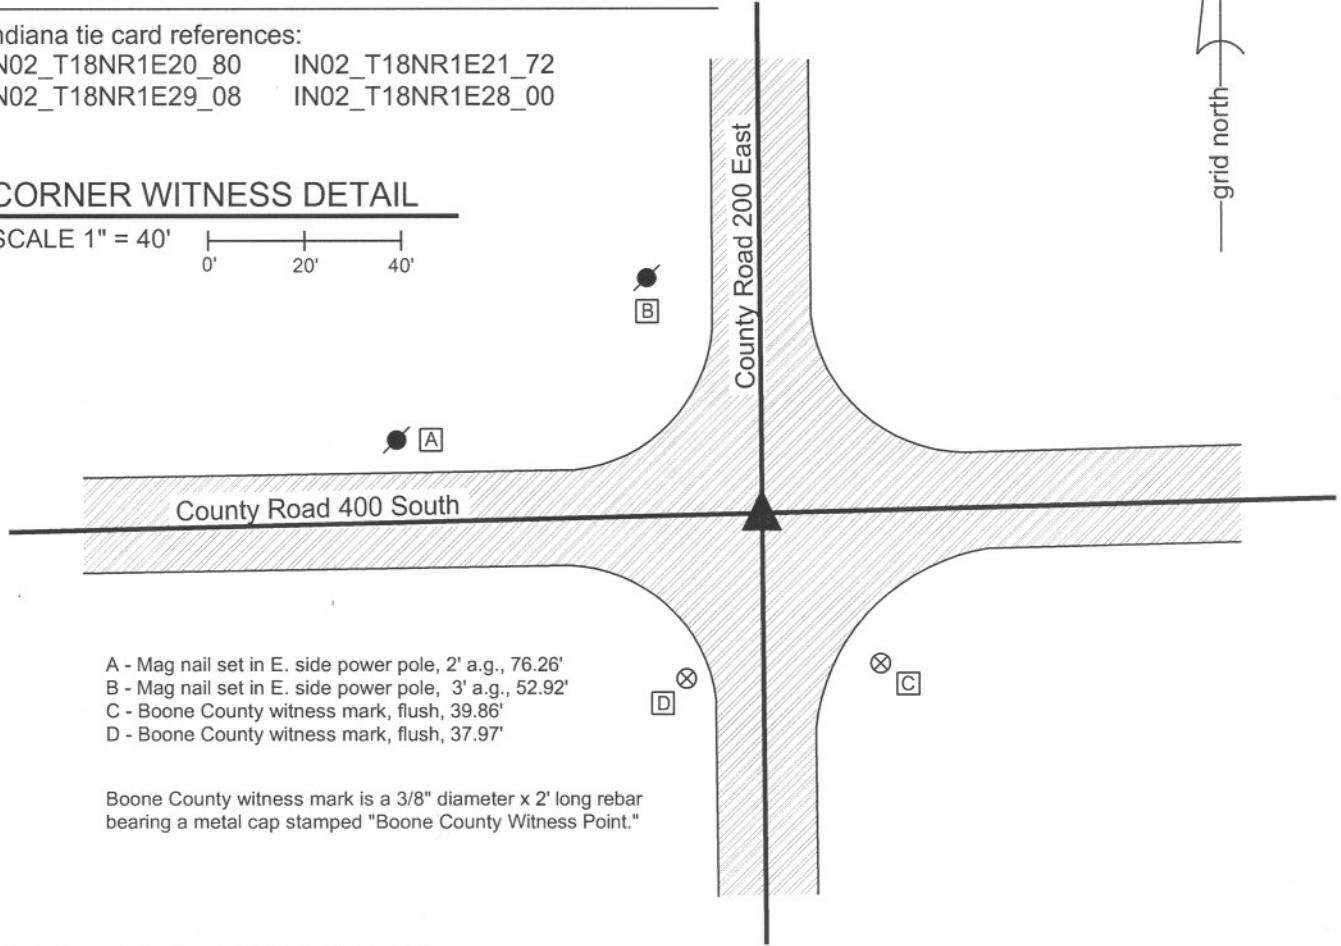 ndiana tie card references:
N02_T18NR1E20_80 IN02_T18NR1E21_72
N02_T18NR1E29_08 IN02_T18NR1E28_00
grid north
CORNER WITNESS DETAIL
SCALE 1" = 40'
0' 20' 40'
County Road 200 East
B
A
County Road 400 South
A - Mag nail set in E. side power pole, 2' a.g., 76.26'
B - Mag nail set in E. side power pole, 3' a.g., 52.92'
C - Boone County witness mark, flush, 39.86'
D - Boone County witness mark, flush, 37.97'
D
C
Boone County witness mark is a 3/8" diameter x 2' long rebar
bearing a metal cap stamped "Boone County Witness Point."